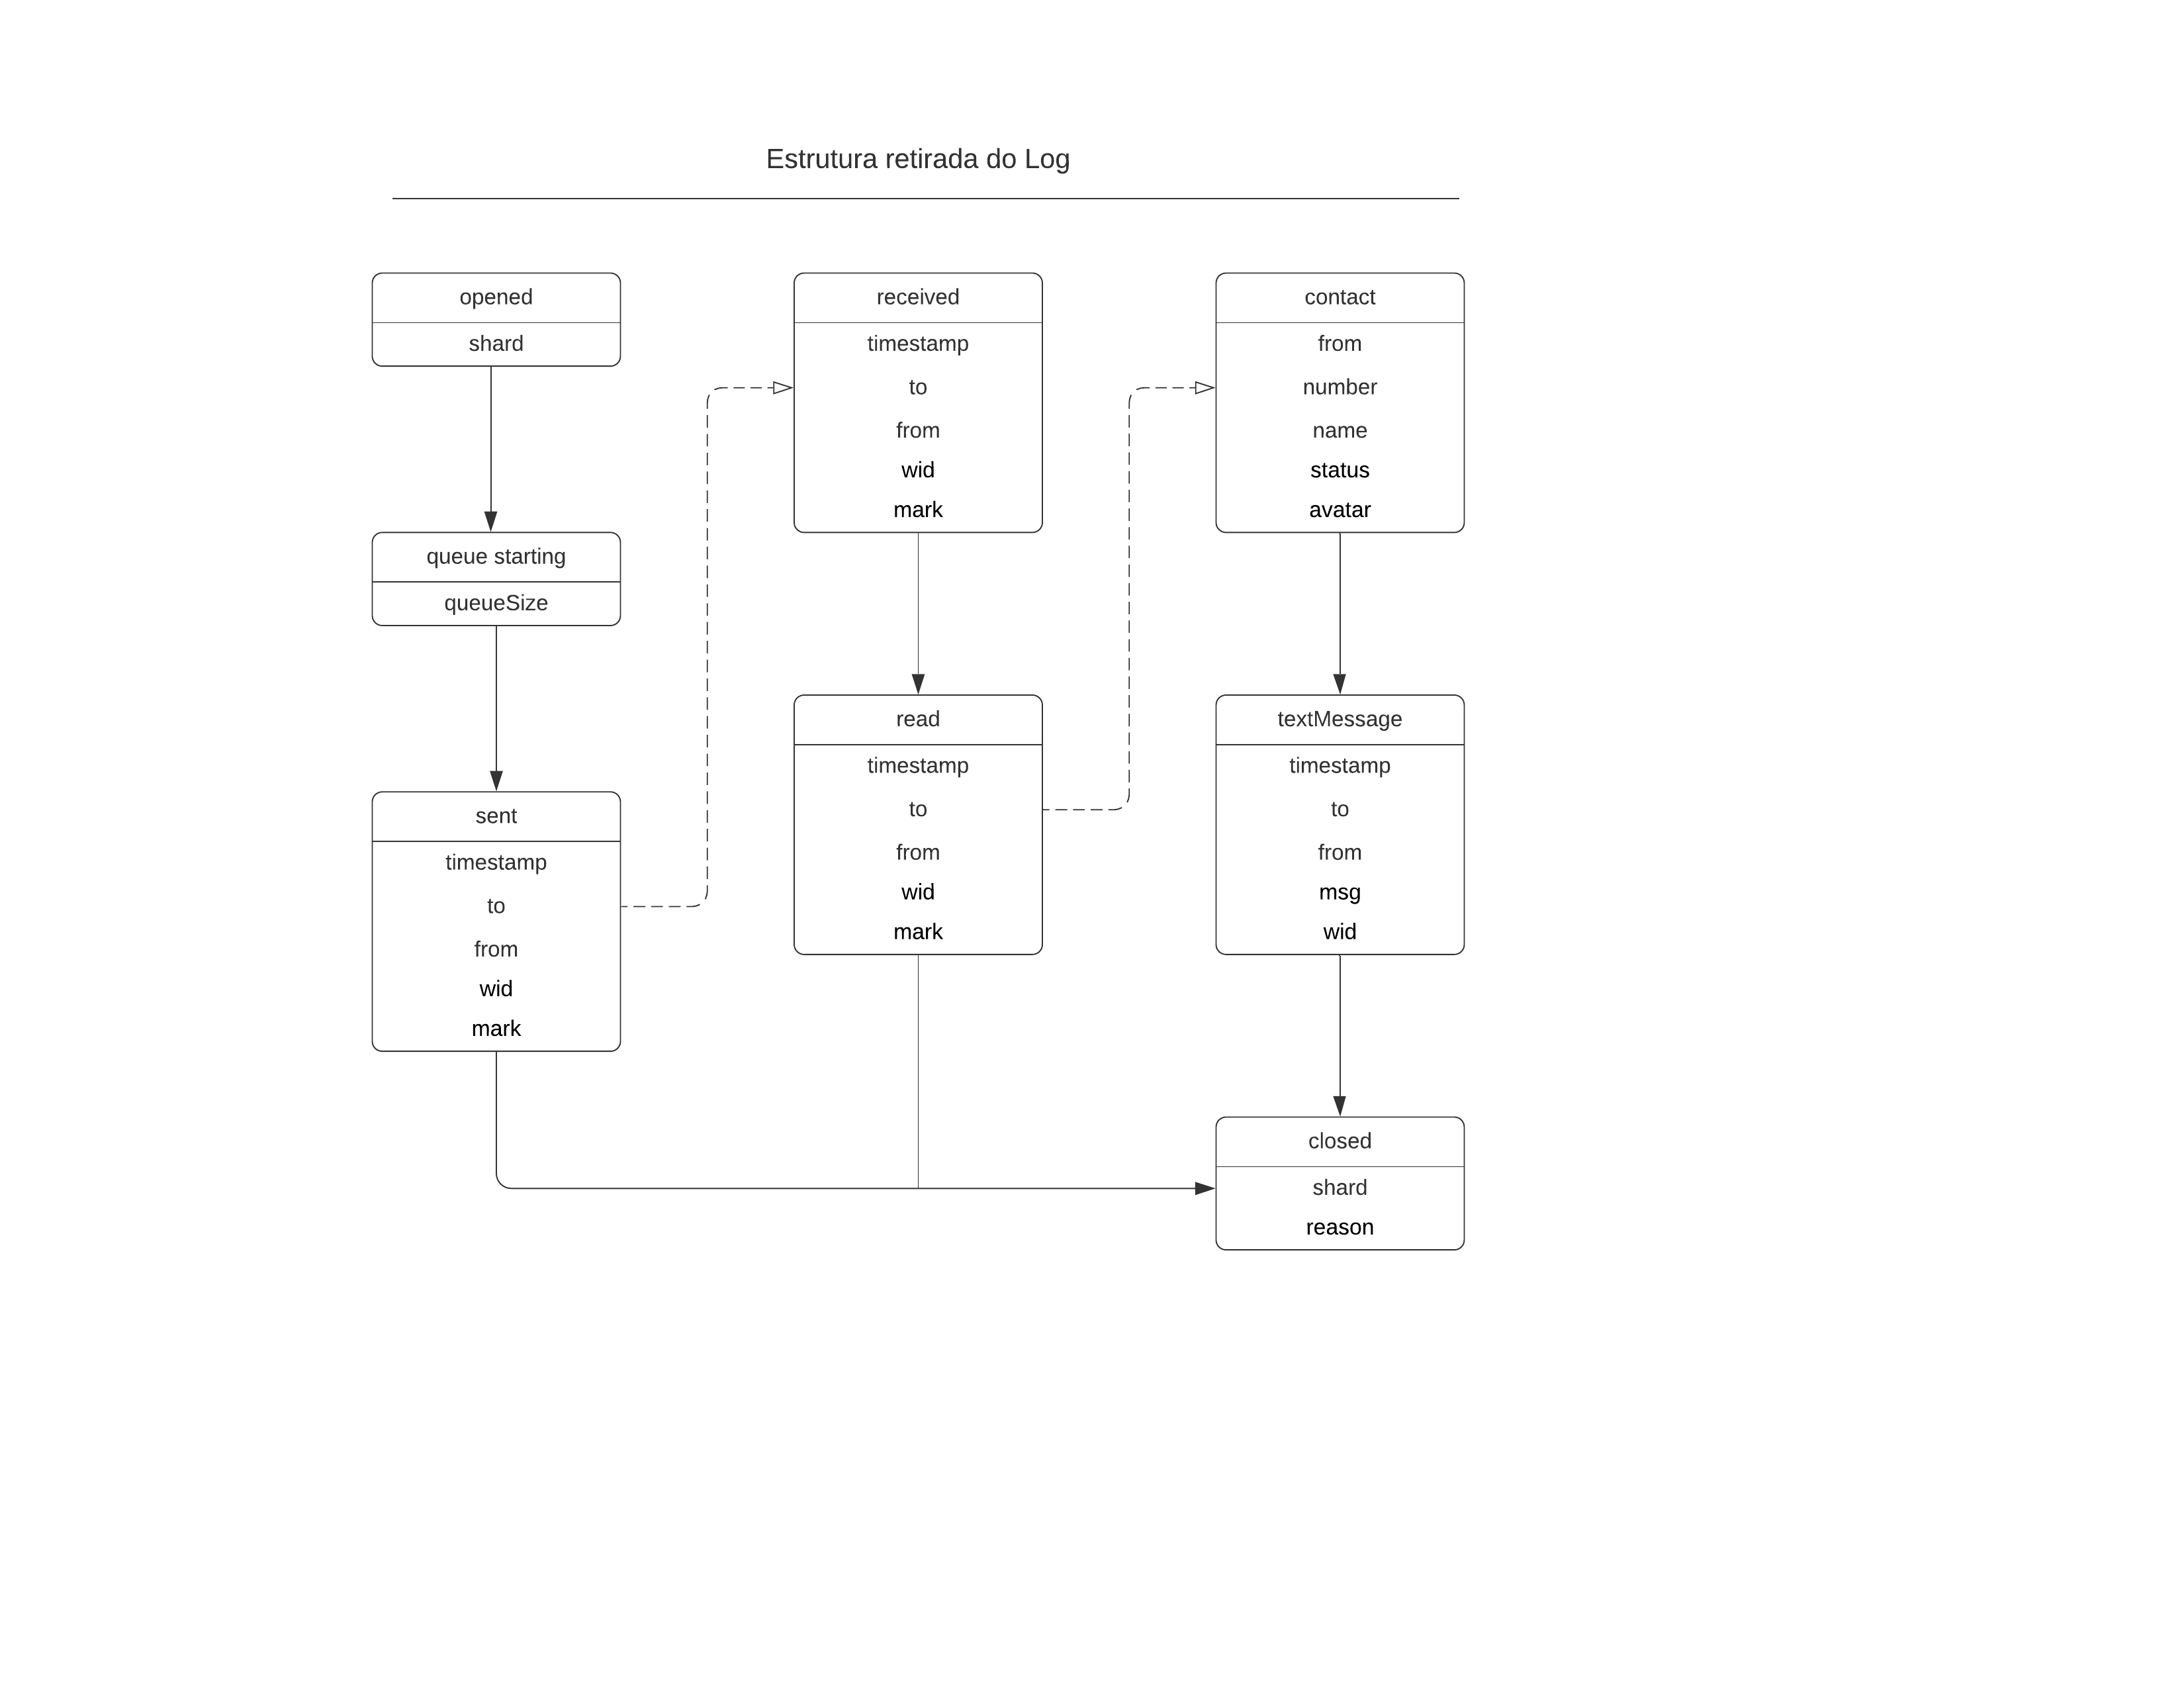 Estrutura retirada do Log
opened
shard
queue starting
queueSize
sent
timestamp
to
from
wid
mark
received
timestamp
to
from
wid
mark
read
timestamp
to
from
wid
mark
contact
from
number
name
status
avatar
textMessage
timestamp
to
from
msg
wid
closed
shard
reason